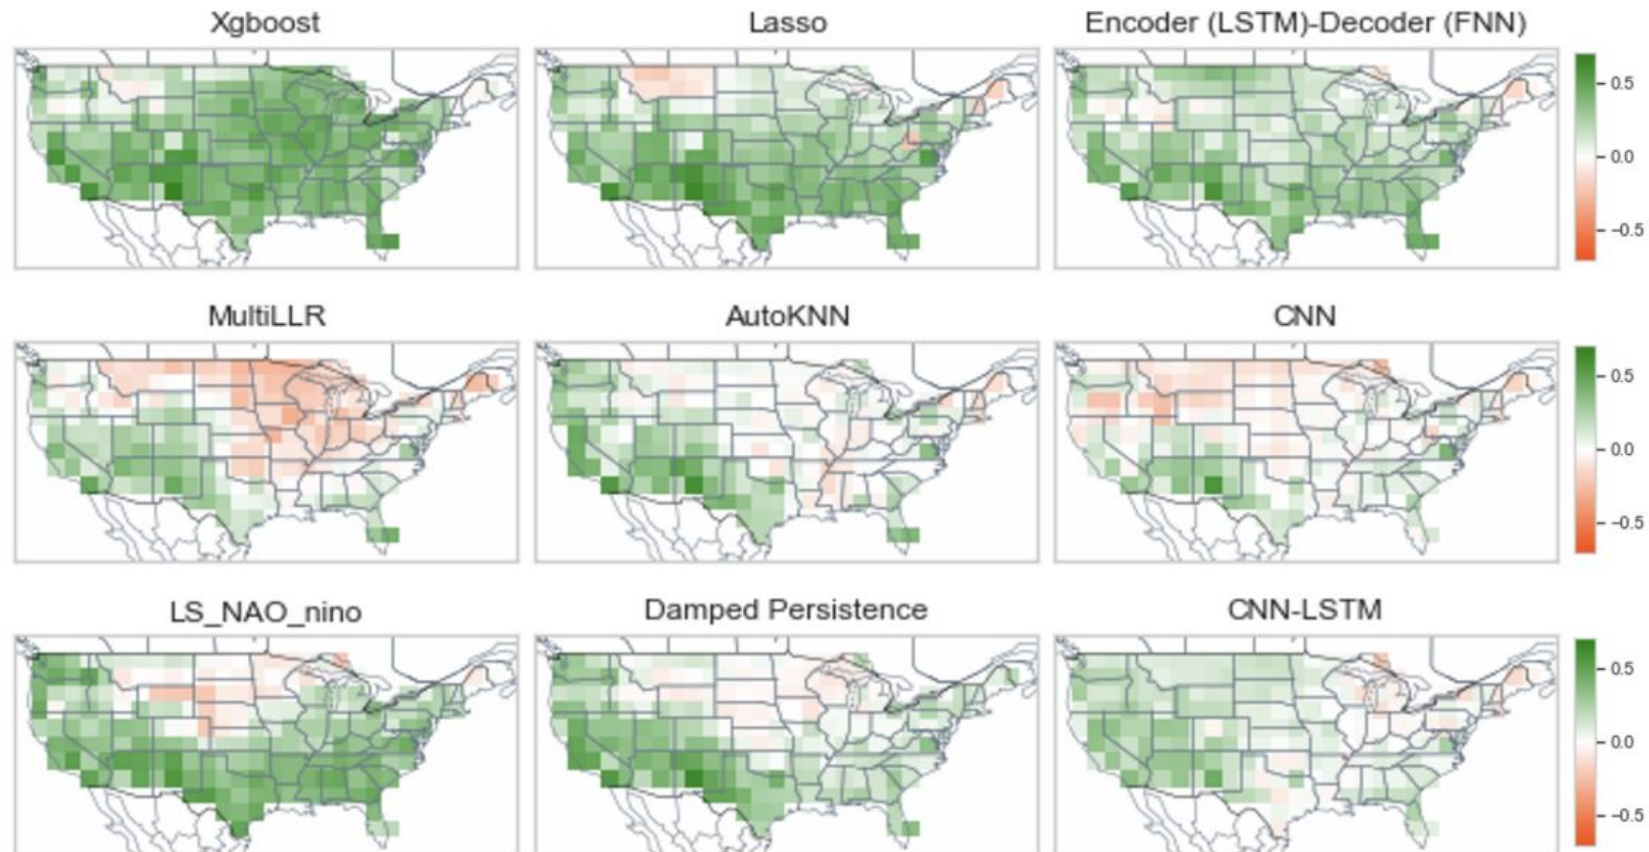 Xgboost
Lasso
Encoder (LSTM)-Decoder (FNN)
0.5
0.0
−0.5
MultiLLR
AutoKNN
CNN
0.5
0.0
−0.5
LS_NAO_nino
Damped Persistence
CNN-LSTM
0.5
0.0
−0.5